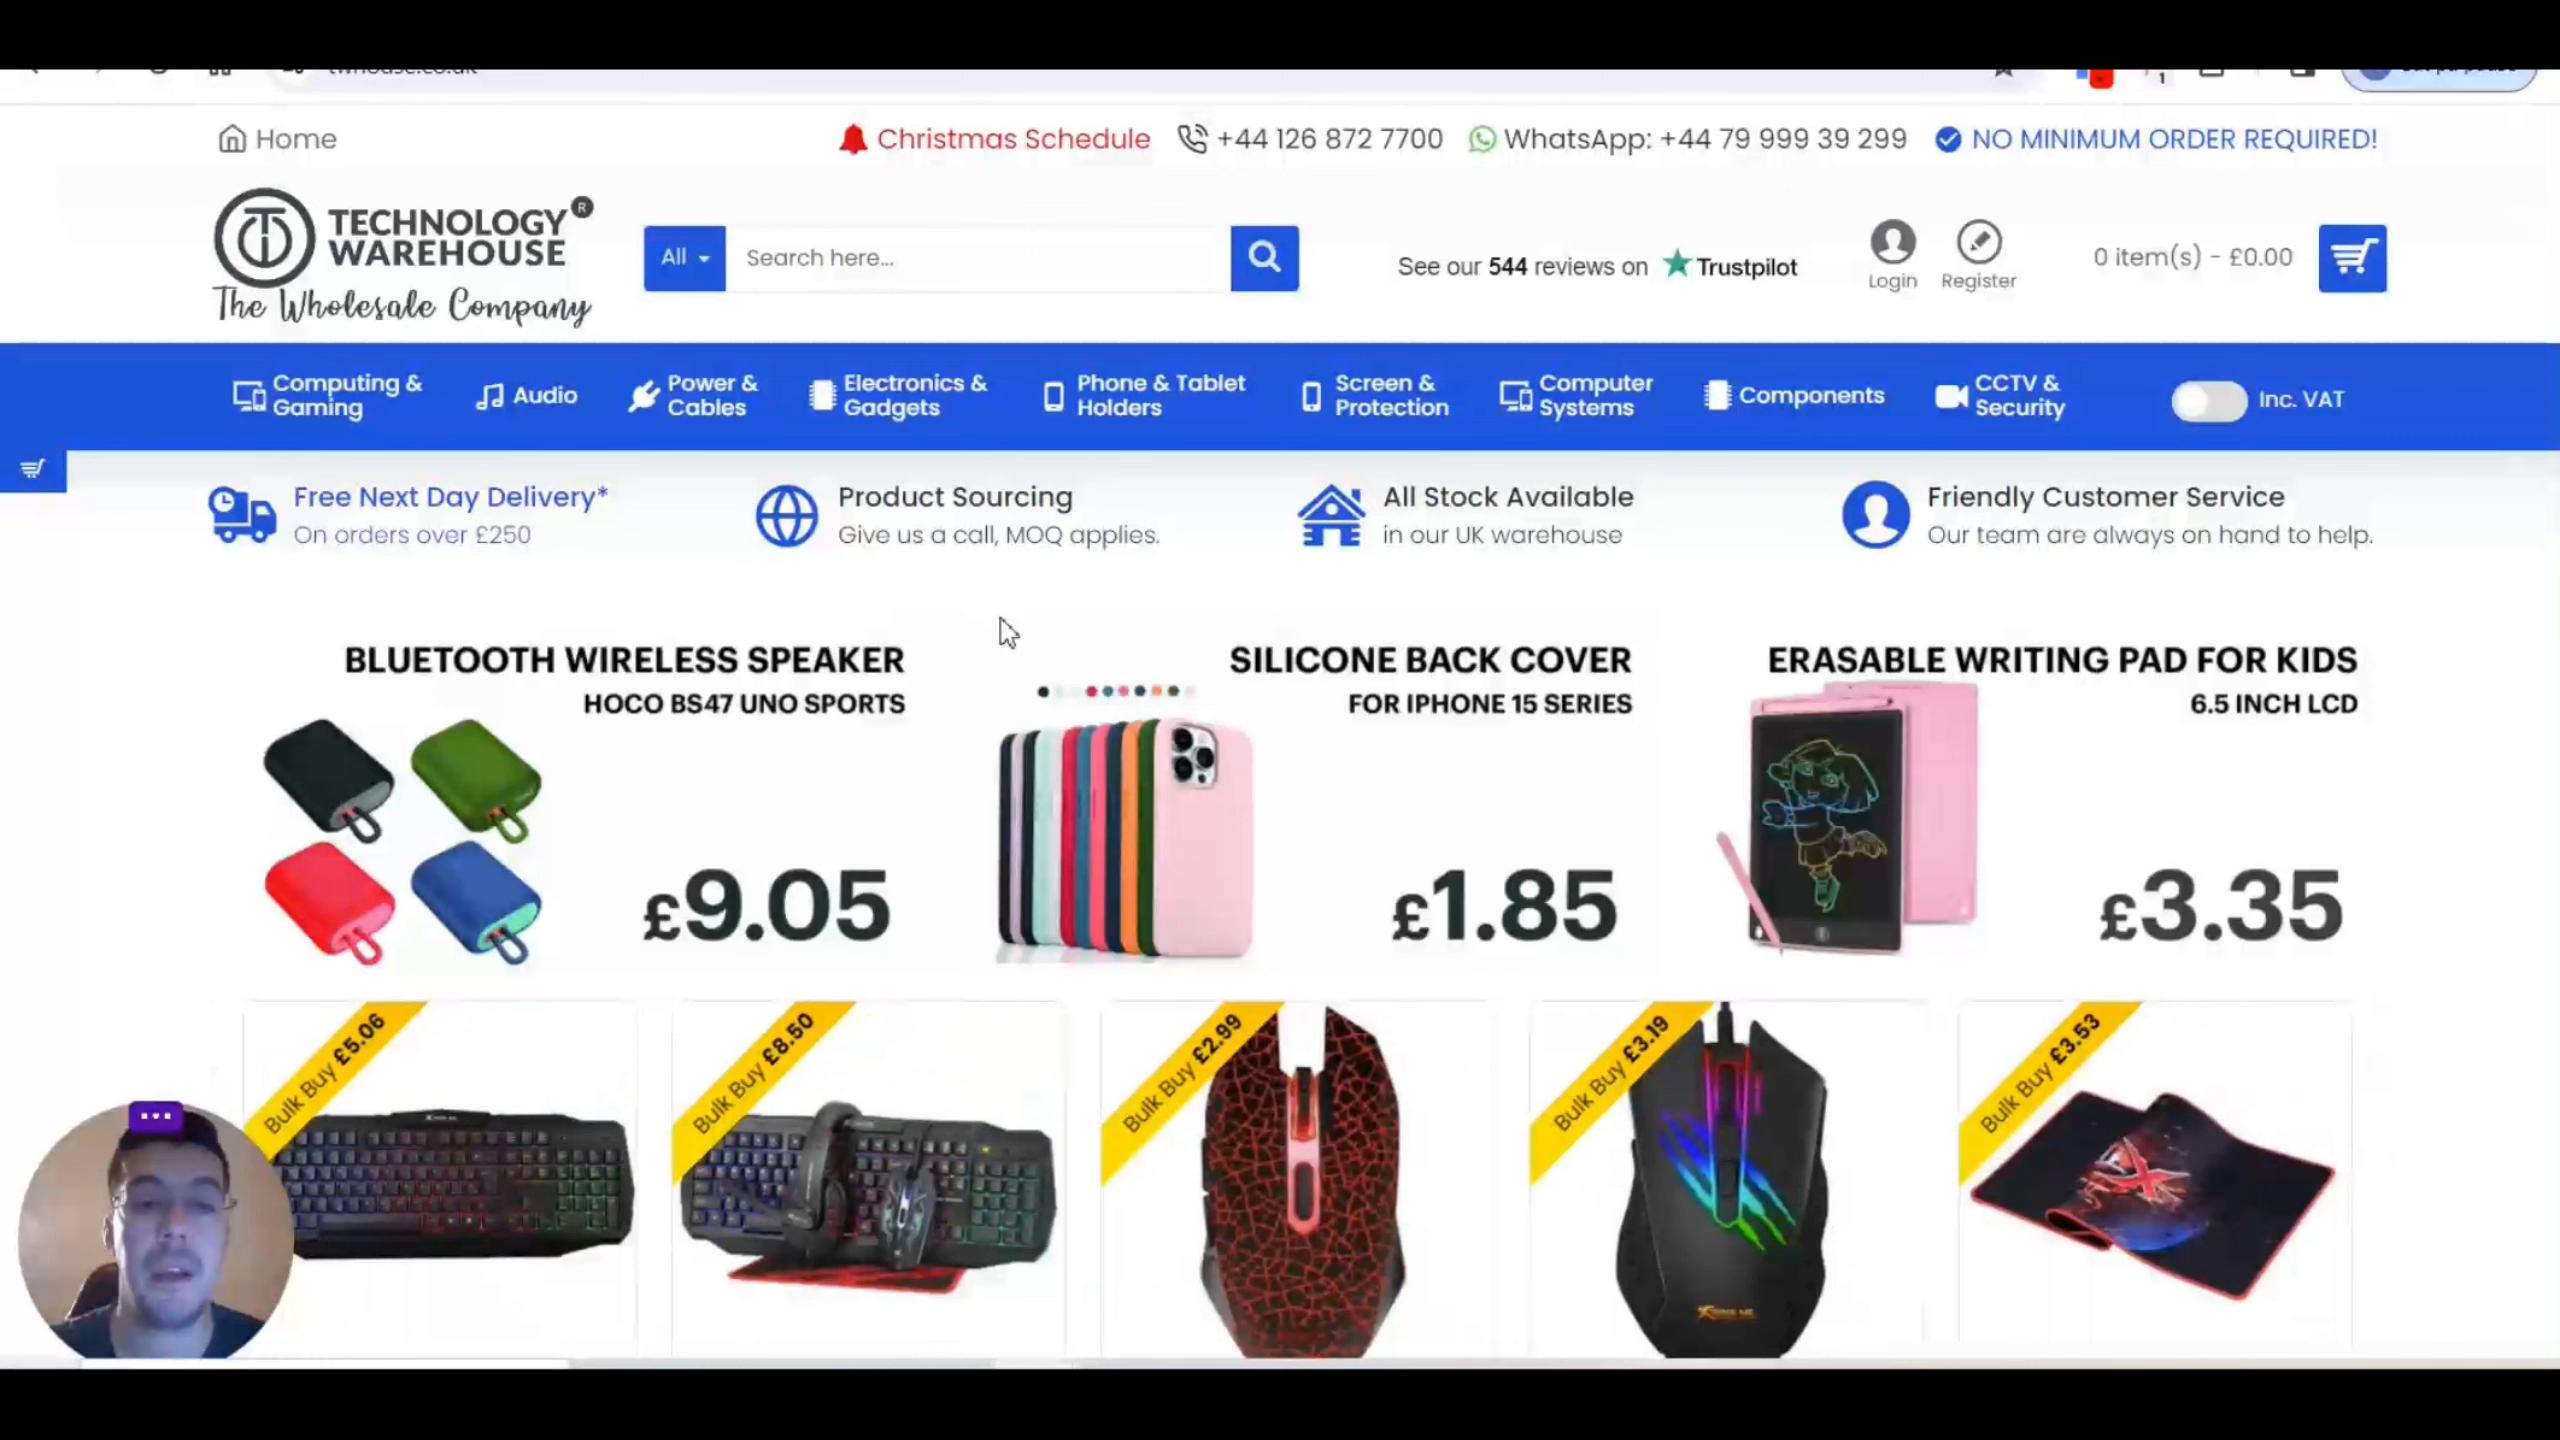 twhouse.co.uk
1
Home
Christmas Schedule
+44 126 872 7700
WhatsApp: +44 79 999 39 299
NO MINIMUM ORDER REQUIRED!
TECHNOLOGY
WAREHOUSE
R
The Wholesale Company
All
Search here...
See our 544 reviews on Trustpilot
Login
Register
0 item(s) - £0.00
Computing &
Gaming
Audio
Power &
Cables
Electronics &
Gadgets
Phone & Tablet
Holders
Screen &
Protection
Computer
Systems
Components
CCTV &
Security
Inc. VAT
Free Next Day Delivery*
On orders over £250
Product Sourcing
Give us a call, MOQ applies.
All Stock Available
in our UK warehouse
Friendly Customer Service
Our team are always on hand to help.
BLUETOOTH WIRELESS SPEAKER
HOCO BS47 UNO SPORTS
£9.05
SILICONE BACK COVER
FOR IPHONE 15 SERIES
£1.85
ERASABLE WRITING PAD FOR KIDS
6.5 INCH LCD
£3.35
Bulk Buy £5.06
Bulk Buy £8.50
Bulk Buy £2.99
Bulk Buy £3.19
Bulk Buy £3.53